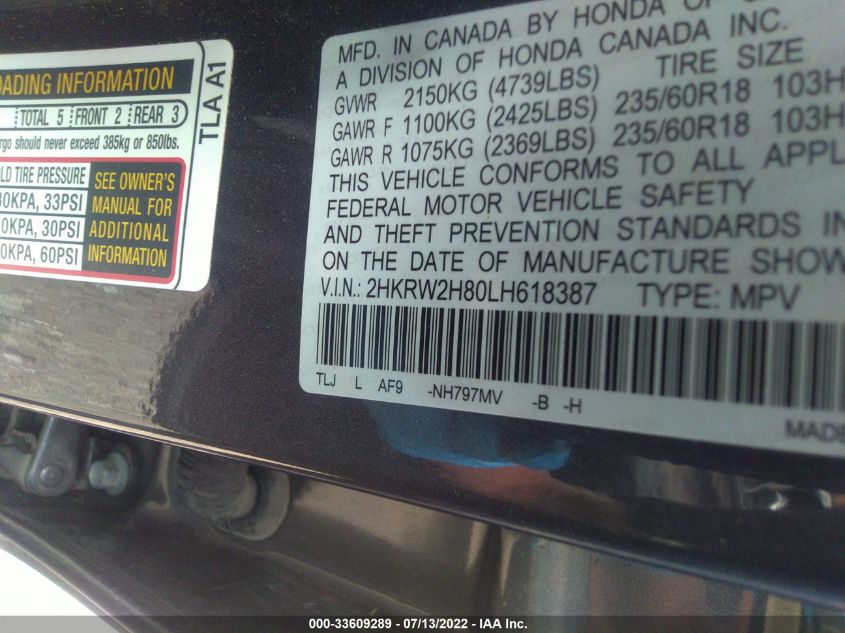 OADING INFORMATION
TOTAL 5 FRONT 2 REAR 3
rgo should never exceed 385kg or 850lbs.
LD TIRE PRESSURE
30KPA, 33PSI
0KPA, 30PSI
0KPA, 60PSI
SEE OWNER'S
MANUAL FOR
ADDITIONAL
INFORMATION
TLA A1
MFD. IN CANADA BY HONDA OF
A DIVISION OF HONDA CANADA INC.
GVWR 2150KG (4739LBS) TIRE SIZE
GAWR F 1100KG (2425LBS) 235/60R18 103H
GAWR R 1075KG (2369LBS) 235/60R18 103H
THIS VEHICLE CONFORMS TO ALL APPL
FEDERAL MOTOR VEHICLE SAFETY
AND THEFT PREVENTION STANDARDS IN
ON THE DATE OF MANUFACTURE SHOW
V.I.N.: 2HKRW2H80LH618387 TYPE: MPV
TLJ L AF9 -NH797MV -B -H
MADE
000-33609289 - 07/13/2022 - IAA Inc.